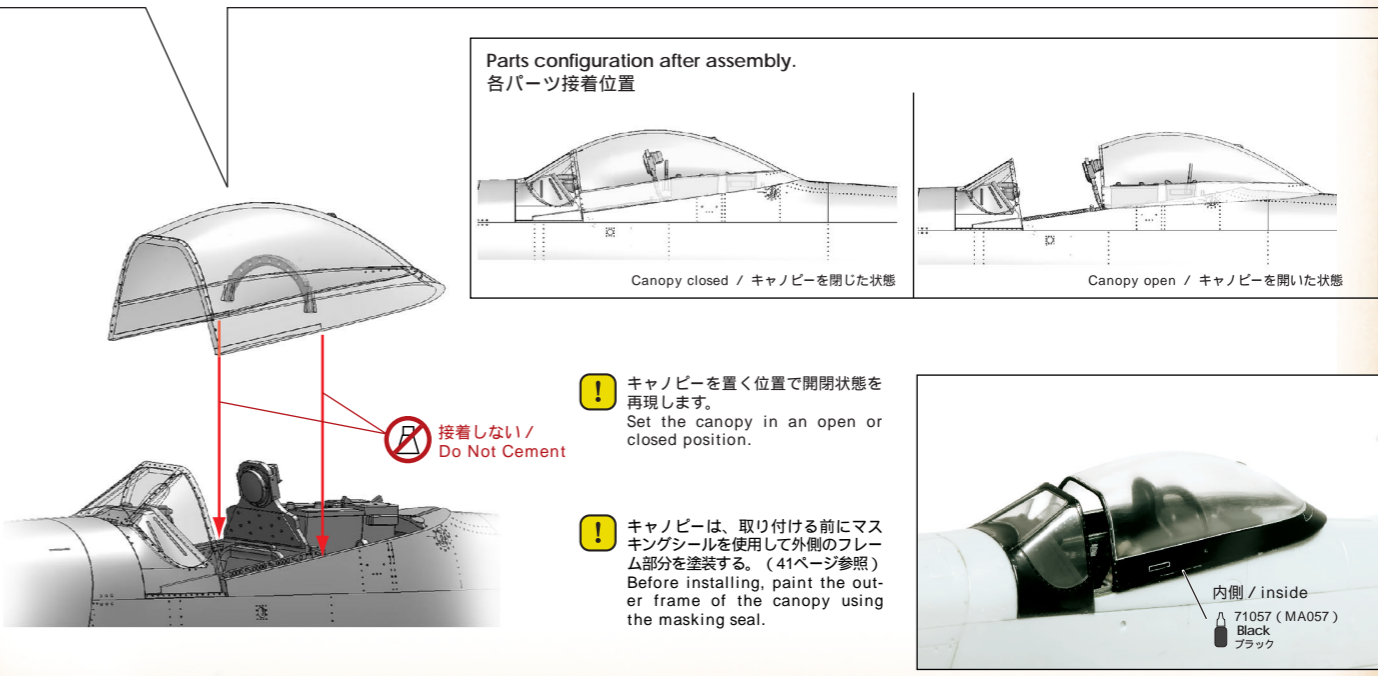 Parts configuration after assembly.
各パーツ接着位置
Canopy closed / キャノピーを閉じた状態
Canopy open / キャノピーを開いた状態
接着しない /
Do Not Cement
! キャノピーを置く位置で開閉状態を
再現します。
Set the canopy in an open or
closed position.
! キャノピーは、取り付ける前にマス
キングシールを使用して外側のフレー
ム部分を塗装する。（41ページ参照）
Before installing, paint the out-
er frame of the canopy using
the masking seal.
内側 / inside
71057 ( MA057 )
Black
ブラック